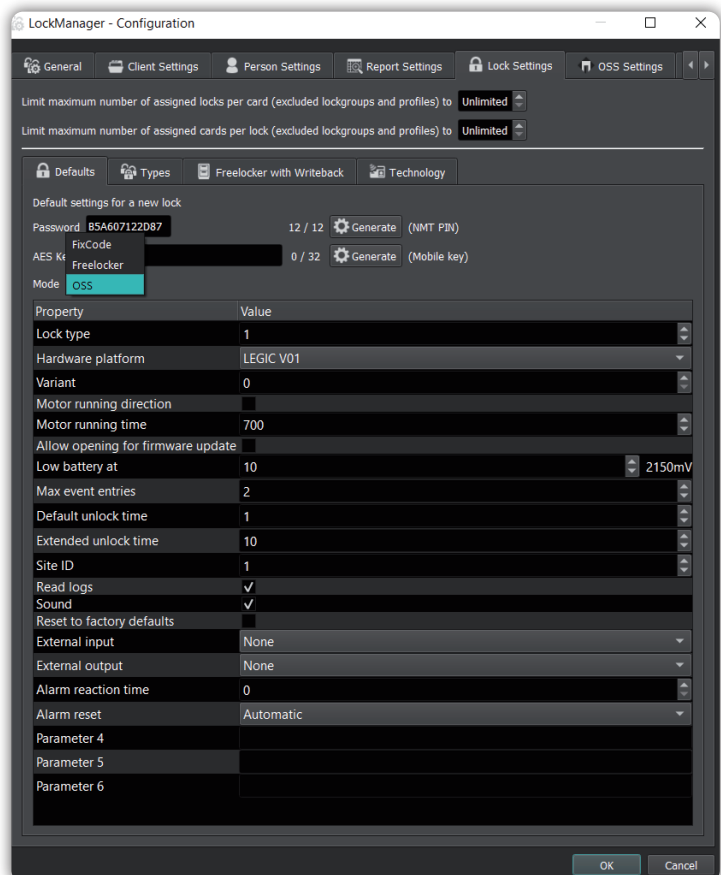 LockManager - Configuration
General Client Settings Person Settings Report Settings Lock Settings OSS Settings
Limit maximum number of assigned locks per card (excluded lockgroups and profiles) to Unlimited
Limit maximum number of assigned cards per lock (excluded lockgroups and profiles) to Unlimited
Defaults Types Freelocker with Writeback Technology
Default settings for a new lock
Password B5A607122D87 12 / 12 Generate (NMT PIN)
FixCode
AES Ke 0 / 32 Generate (Mobile key)
Freelocker
Mode OSS
Property Value
Lock type 1
Hardware platform LEGIC V01
Variant 0
Motor running direction
Motor running time 700
Allow opening for firmware update
Low battery at 10 2150mV
Max event entries 2
Default unlock time 1
Extended unlock time 10
Site ID 1
Read logs
Sound
Reset to factory defaults
External input None
External output None
Alarm reaction time 0
Alarm reset Automatic
Parameter 4
Parameter 5
Parameter 6
OK Cancel